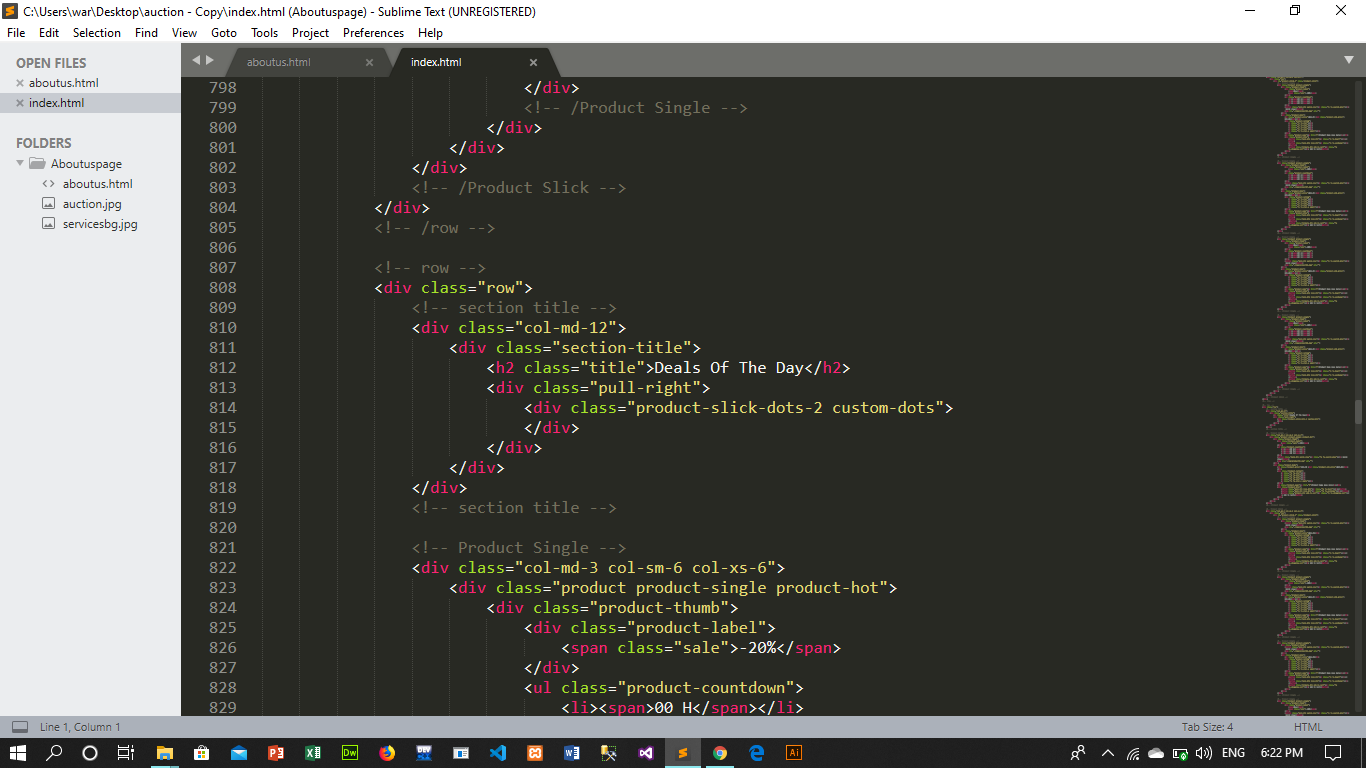 C:\Users\war\Desktop\auction - Copy\index.html (Aboutuspage) - Sublime Text (UNREGISTERED)
File Edit Selection Find View Goto Tools Project Preferences Help
OPEN FILES
aboutus.html
index.html
FOLDERS
Aboutuspage
aboutus.html
auction.jpg
servicesbg.jpg
aboutus.html
index.html
798 </div>
799 <!-- /Product Single -->
800 </div>
801 </div>
802 </div>
803 <!-- /Product Slick -->
804 </div>
805 <!-- /row -->
806
807 <!-- row -->
808 <div class="row">
809 <!-- section title -->
810 <div class="col-md-12">
811 <div class="section-title">
812 <h2 class="title">Deals Of The Day</h2>
813 <div class="pull-right">
814 <div class="product-slick-dots-2 custom-dots">
815 </div>
816 </div>
817 </div>
818 </div>
819 <!-- section title -->
820
821 <!-- Product Single -->
822 <div class="col-md-3 col-sm-6 col-xs-6">
823 <div class="product product-single product-hot">
824 <div class="product-thumb">
825 <div class="product-label">
826 <span class="sale">-20%</span>
827 </div>
828 <ul class="product-countdown">
829 <li><span>00 H</span></li>
Line 1, Column 1
Tab Size: 4
HTML
Dw
DEV
Ai
ENG
6:22 PM